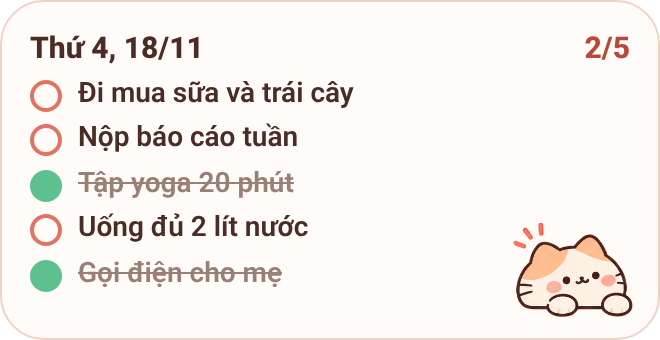 Thứ 4, 18/11 2/5
Đi mua sữa và trái cây
Nộp báo cáo tuần
Tập yoga 20 phút
Uống đủ 2 lít nước
Gọi điện cho mẹ